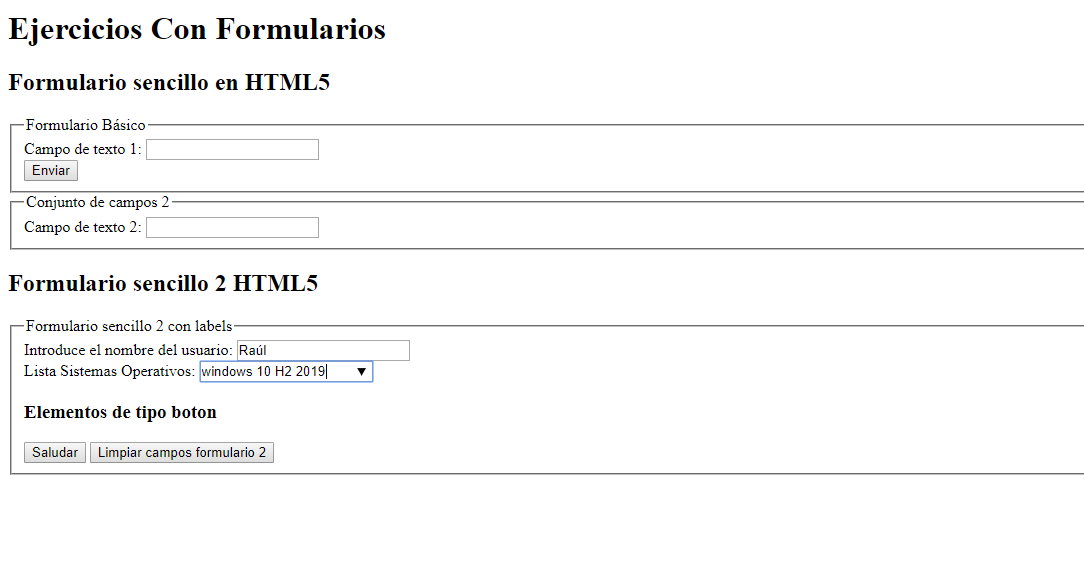 Ejercicios Con Formularios
Formulario sencillo en HTML5
Formulario Básico
Campo de texto 1:
Enviar
Conjunto de campos 2
Campo de texto 2:
Formulario sencillo 2 HTML5
Formulario sencillo 2 con labels
Introduce el nombre del usuario: Raúl
Lista Sistemas Operativos: windows 10 H2 2019
Elementos de tipo boton
Saludar Limpiar campos formulario 2